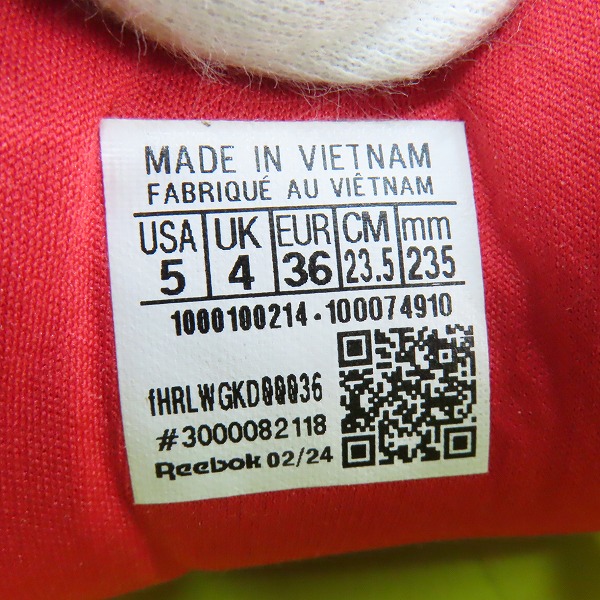 MADE IN VIETNAM
FABRIQUÉ AU VIÊTNAM
USA UK EUR CM mm
5 4 36 23.5 235
1000100214-100074910
#3000082118
Reebok 02/24